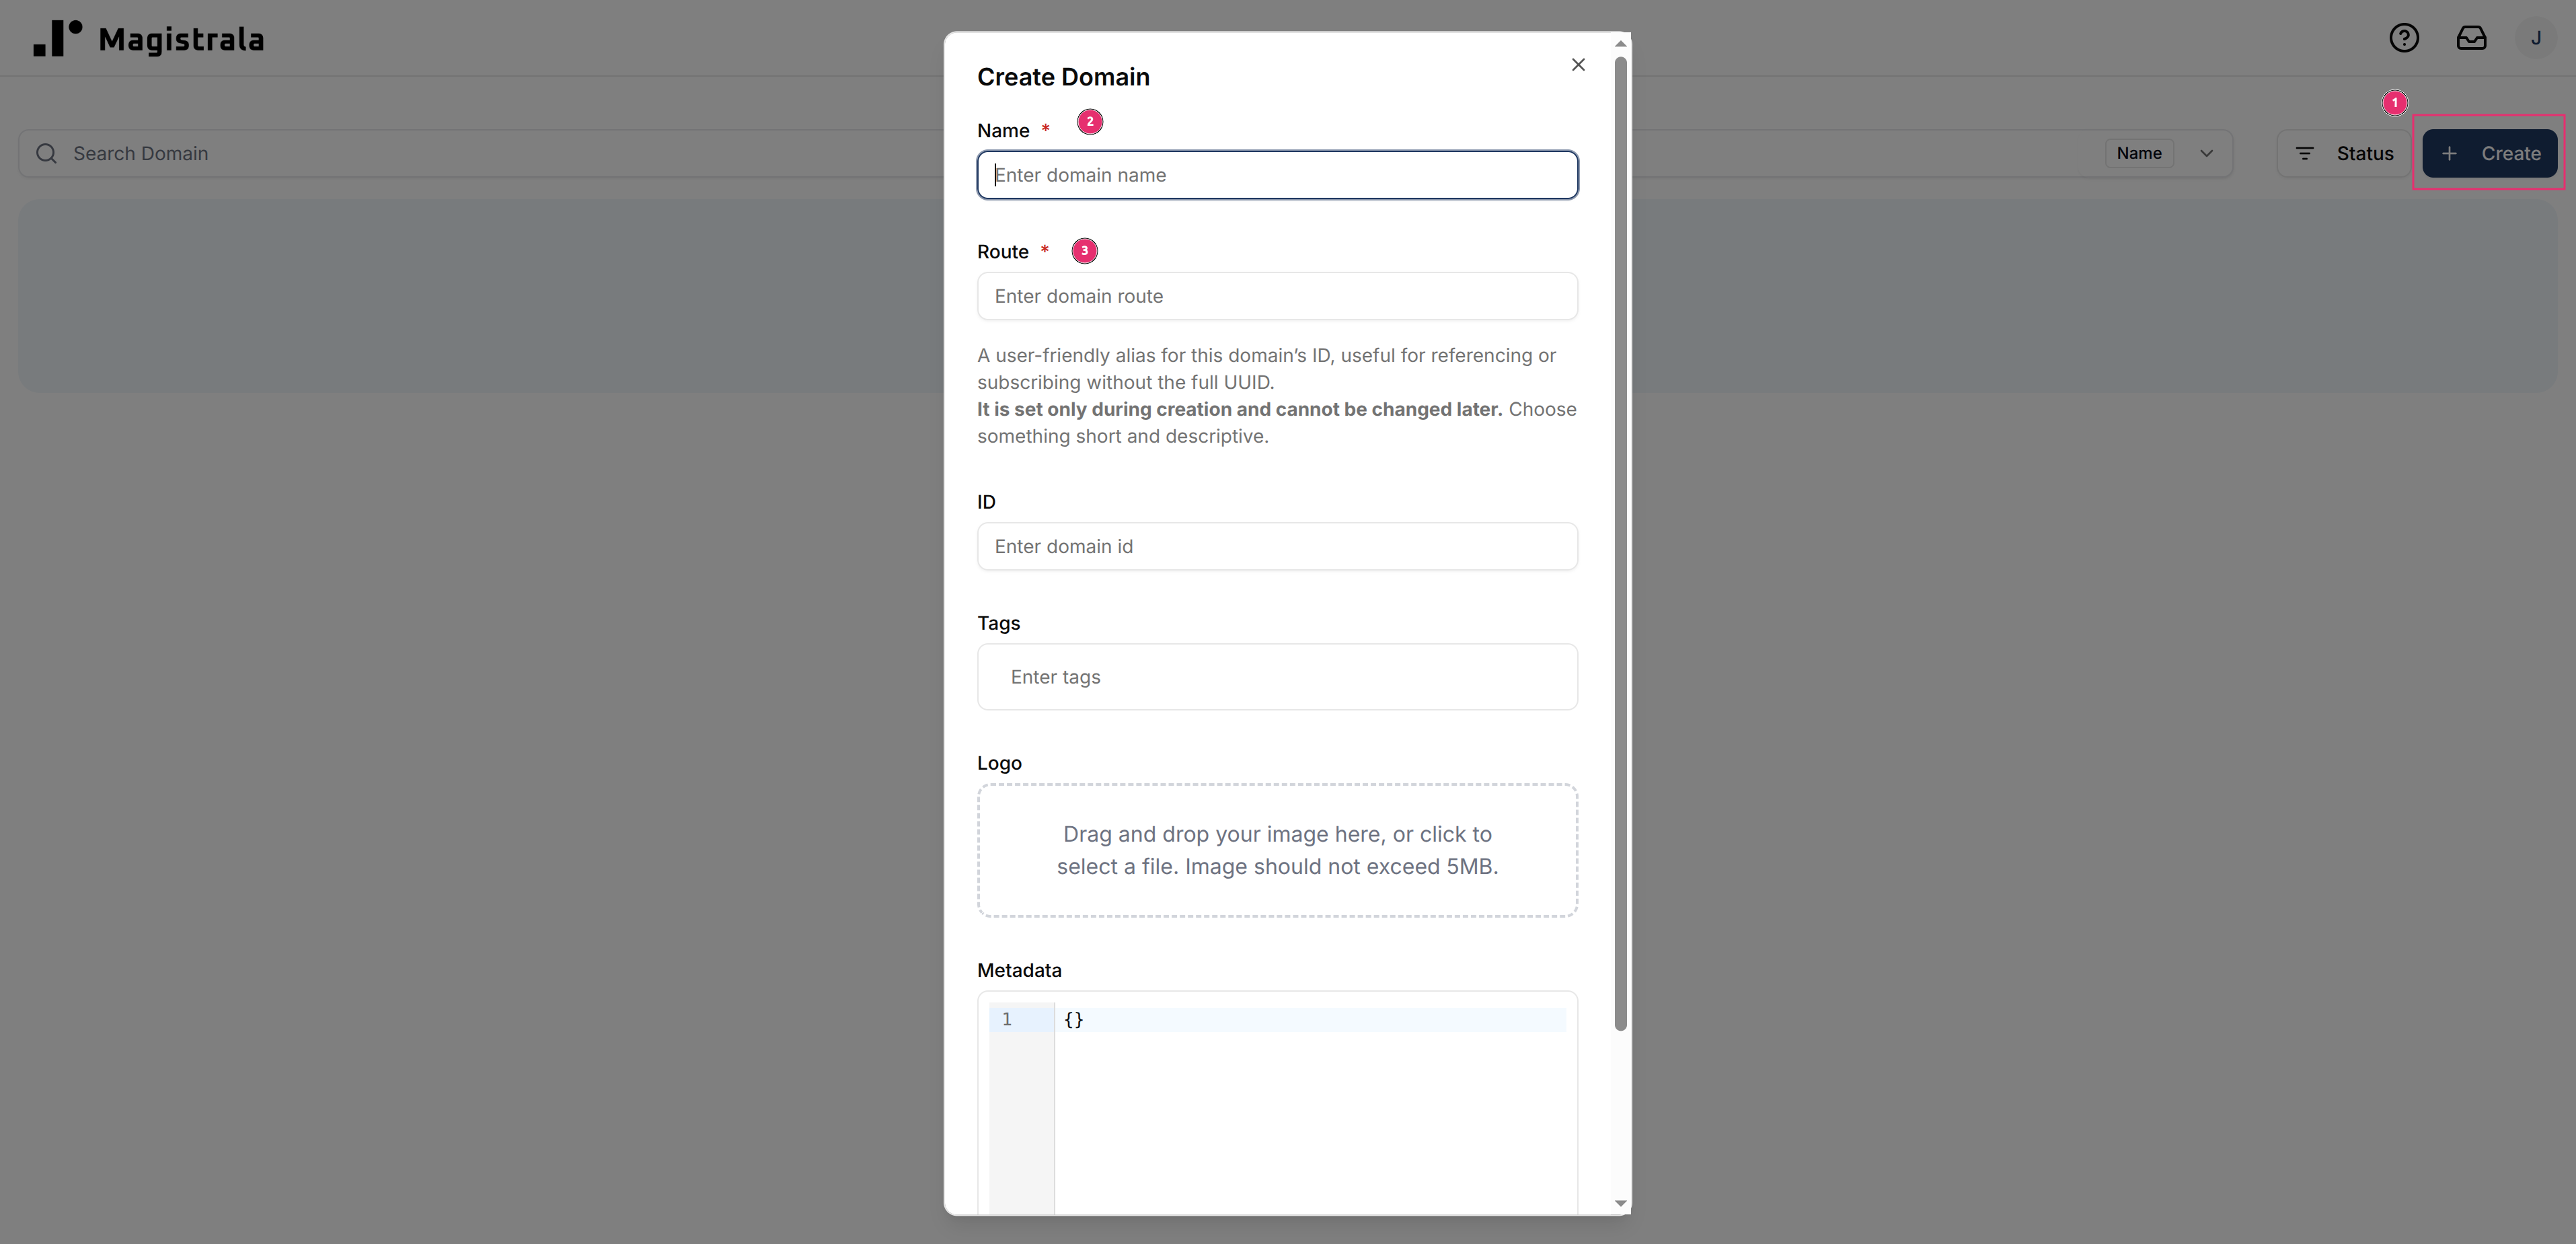 Magistrala
J
1
Search Domain
Name
Status
Create
Create Domain
Name *
2
Enter domain name
Route *
3
Enter domain route
A user-friendly alias for this domain’s ID, useful for referencing or
subscribing without the full UUID.
It is set only during creation and cannot be changed later. Choose
something short and descriptive.
ID
Enter domain id
Tags
Enter tags
Logo
Drag and drop your image here, or click to
select a file. Image should not exceed 5MB.
Metadata
1 {}